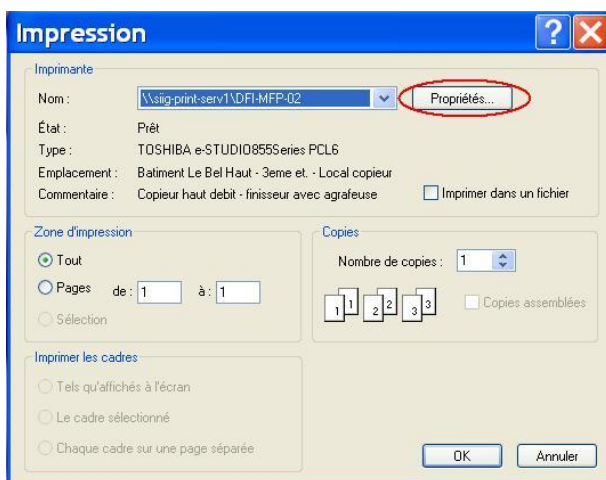 Impression
Imprimante
Nom : \\siig-print-serv1\DFI-MFP-02 Propriétés...
État : Prêt
Type : TOSHIBA e-STUDIO855Series PCL6
Emplacement : Batiment Le Bel Haut - 3eme et. - Local copieur
Commentaire : Copieur haut debit - finisseur avec agrafeuse Imprimer dans un fichier
Zone d'impression Copies
Tout Nombre de copies : 1
Pages de : 1 à : 1
1 1 2 2 3 3 Copies assemblées
Sélection
Imprimer les cadres
Tels qu'affichés à l'écran
Le cadre sélectionné
Chaque cadre sur une page séparée
OK Annuler